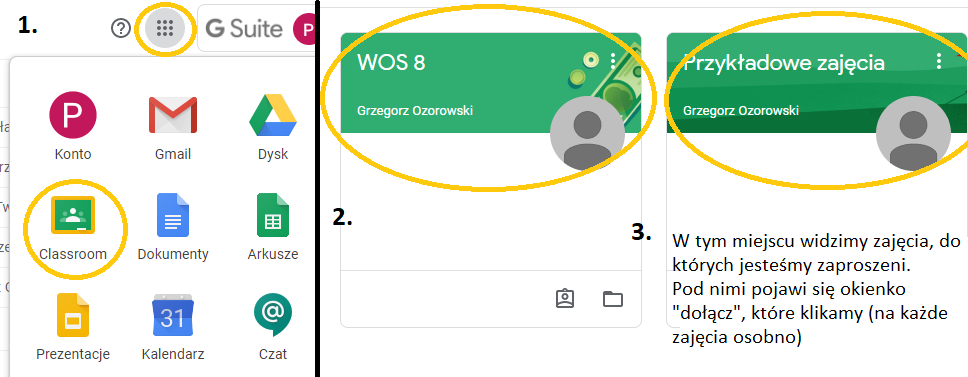 1.
G Suite
P
P
Konto
Gmail
Dysk
Classroom
Dokumenty
Arkusze
31
Prezentacje
Kalendarz
Czat
WOS 8
Grzegorz Ozorowski
2.
Przykładowe zajęcia
Grzegorz Ozorowski
3.
W tym miejscu widzimy zajęcia, do
których jesteśmy zaproszeni.
Pod nimi pojawi się okienko
"dołącz", które klikamy (na każde
zajęcia osobno)